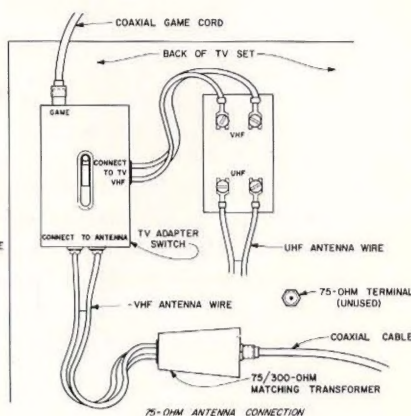 COAXIAL GAME CORD
BACK OF TV SET
GAME
VHF
CONNECT
TO TV
VHF
UHF
CONNECT TO ANTENNA
TV ADAPTER
SWITCH
UHF ANTENNA WIRE
75-OHM TERMINAL
(UNUSED)
-VHF ANTENNA WIRE
COAXIAL CABLE
75/300-OHM
MATCHING TRANSFORMER
75-OHM ANTENNA CONNECTION